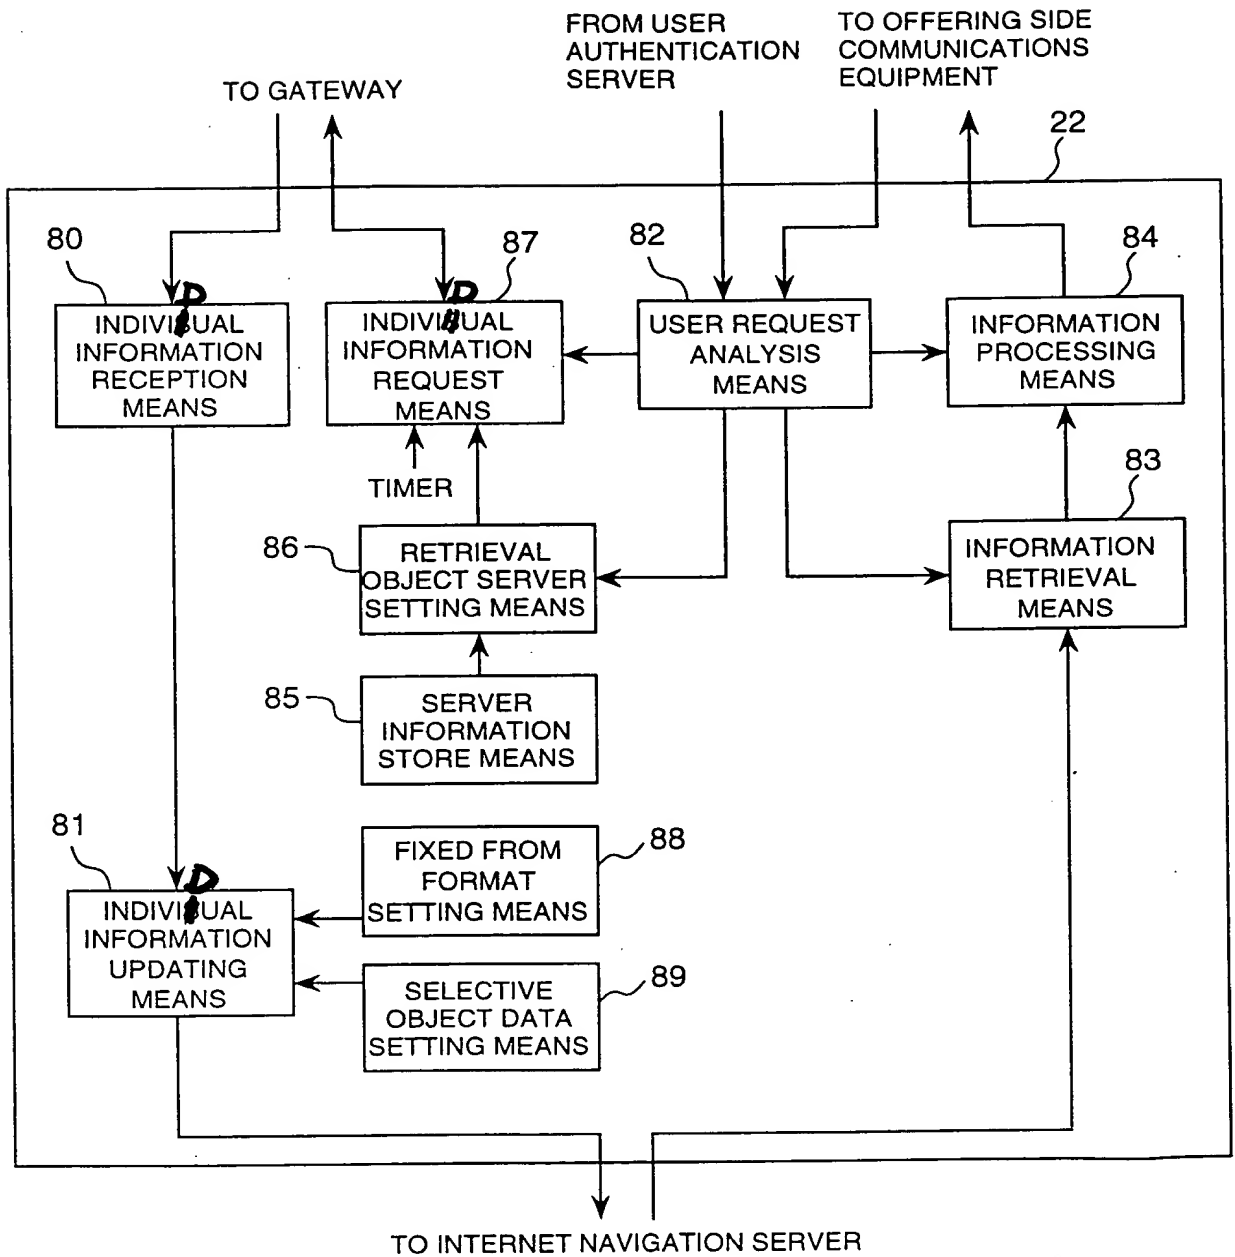 FROM USER
AUTHENTICATION
SERVER
TO OFFERING SIDE
COMMUNICATIONS
EQUIPMENT
TO GATEWAY
22
80
INDIVIDUAL
INFORMATION
RECEPTION
MEANS
87
INDIVIDUAL
INFORMATION
REQUEST
MEANS
82
USER REQUEST
ANALYSIS
MEANS
84
INFORMATION
PROCESSING
MEANS
TIMER
83
INFORMATION
RETRIEVAL
MEANS
86
RETRIEVAL
OBJECT SERVER
SETTING MEANS
85
SERVER
INFORMATION
STORE MEANS
81
INDIVIDUAL
INFORMATION
UPDATING
MEANS
88
FIXED FROM
FORMAT
SETTING MEANS
89
SELECTIVE
OBJECT DATA
SETTING MEANS
TO INTERNET NAVIGATION SERVER